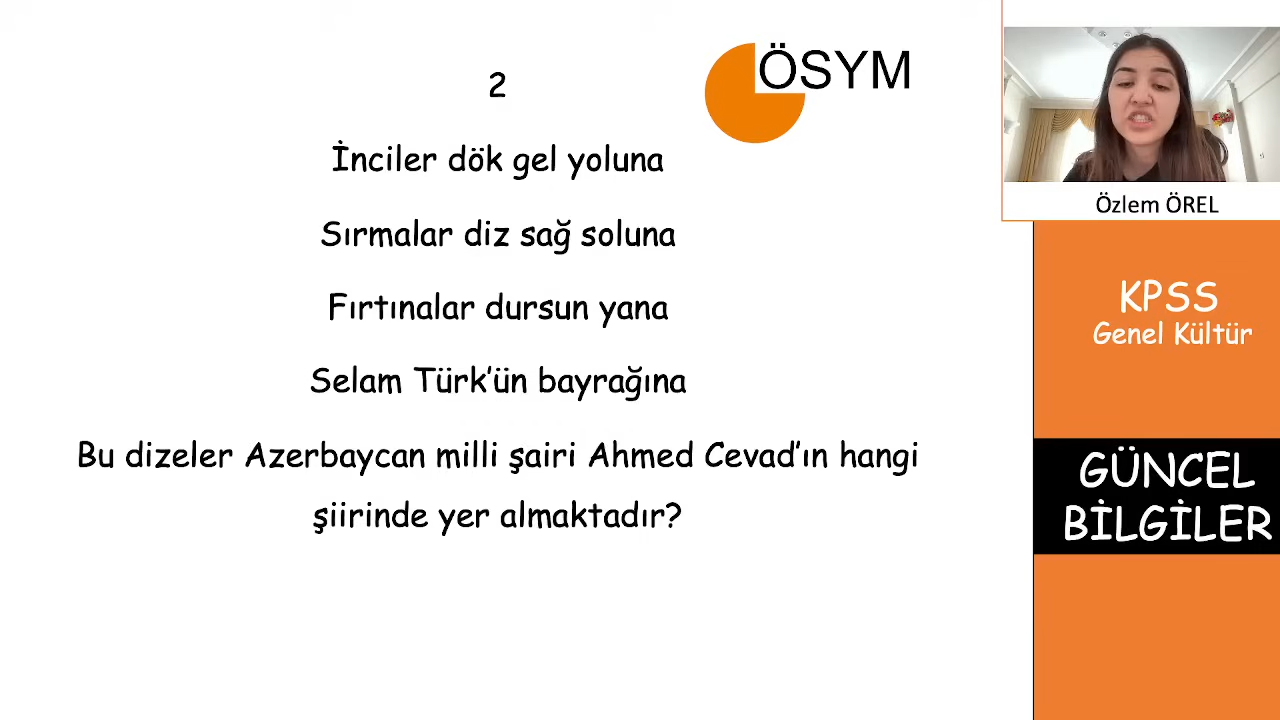 2
ÖSYM
İnciler dök gel yoluna
Sırmalar diz sağ soluna
Fırtınalar dursun yana
Selam Türk'ün bayrağına
Bu dizeler Azerbaycan milli şairi Ahmed Cevad'ın hangi
şiirinde yer almaktadır?
Özlem ÖREL
KPSS
Genel Kültür
GÜNCEL
BİLGİLER